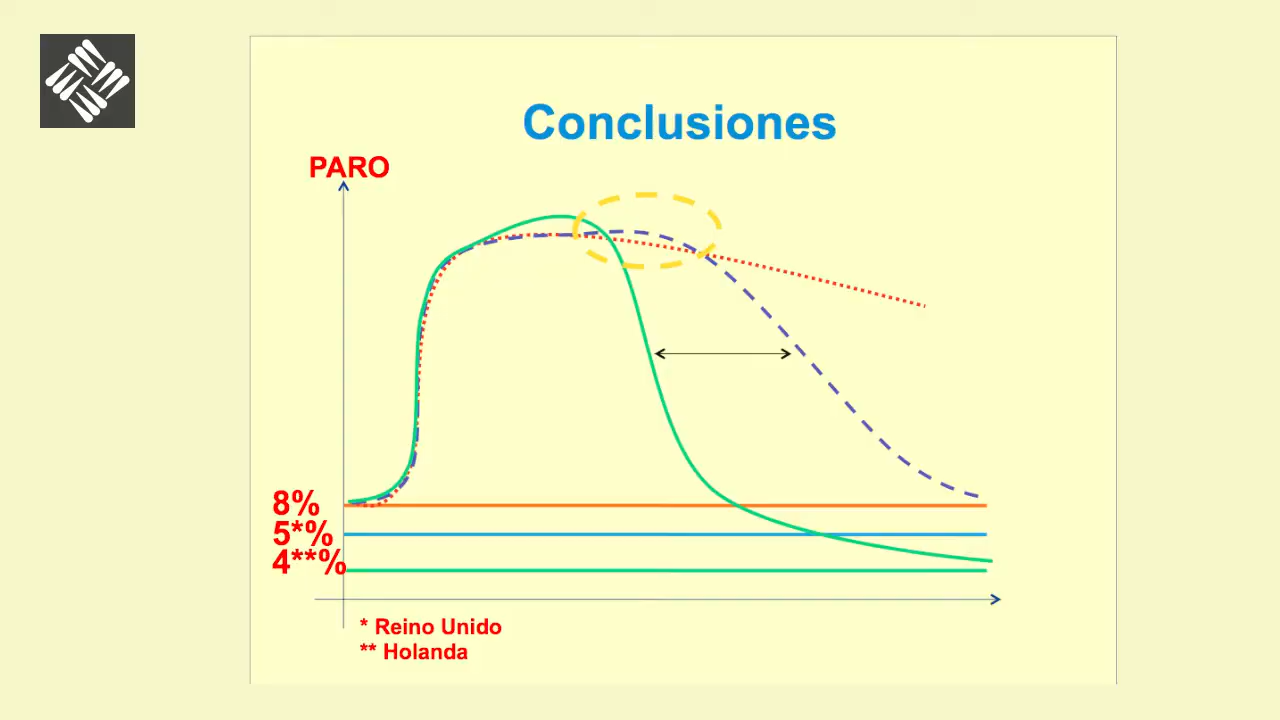 Conclusiones
PARO
8%
5*%
4**%
* Reino Unido
** Holanda